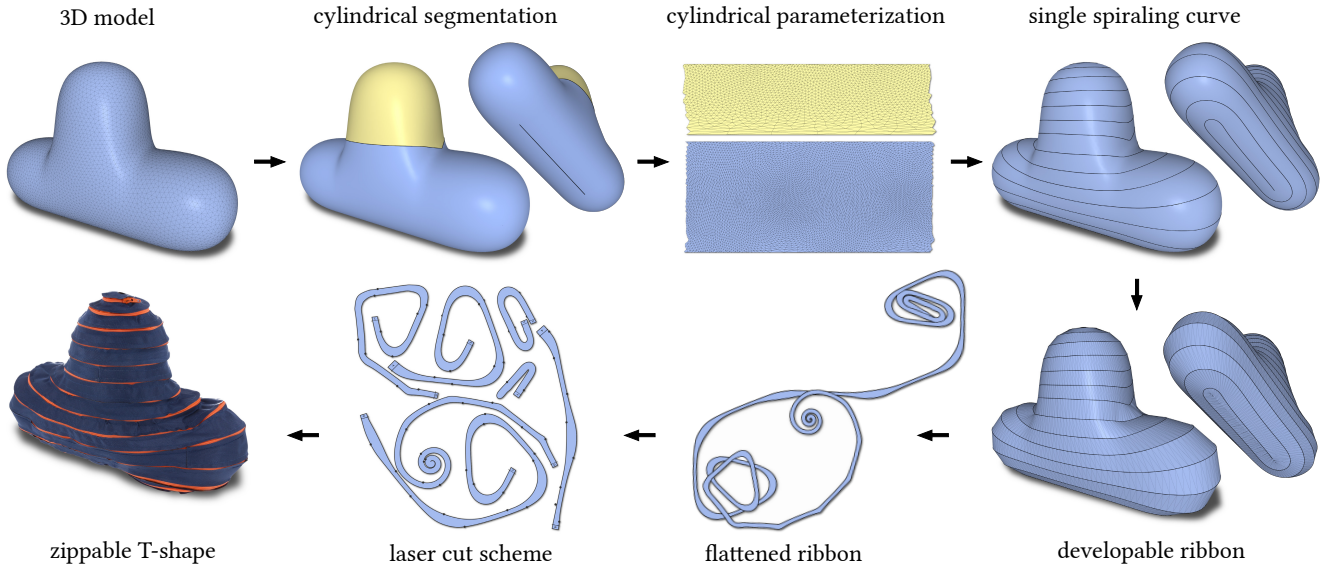 3D model
cylindrical segmentation
cylindrical parameterization
single spiraling curve
zippable T-shape
laser cut scheme
flattened ribbon
developable ribbon